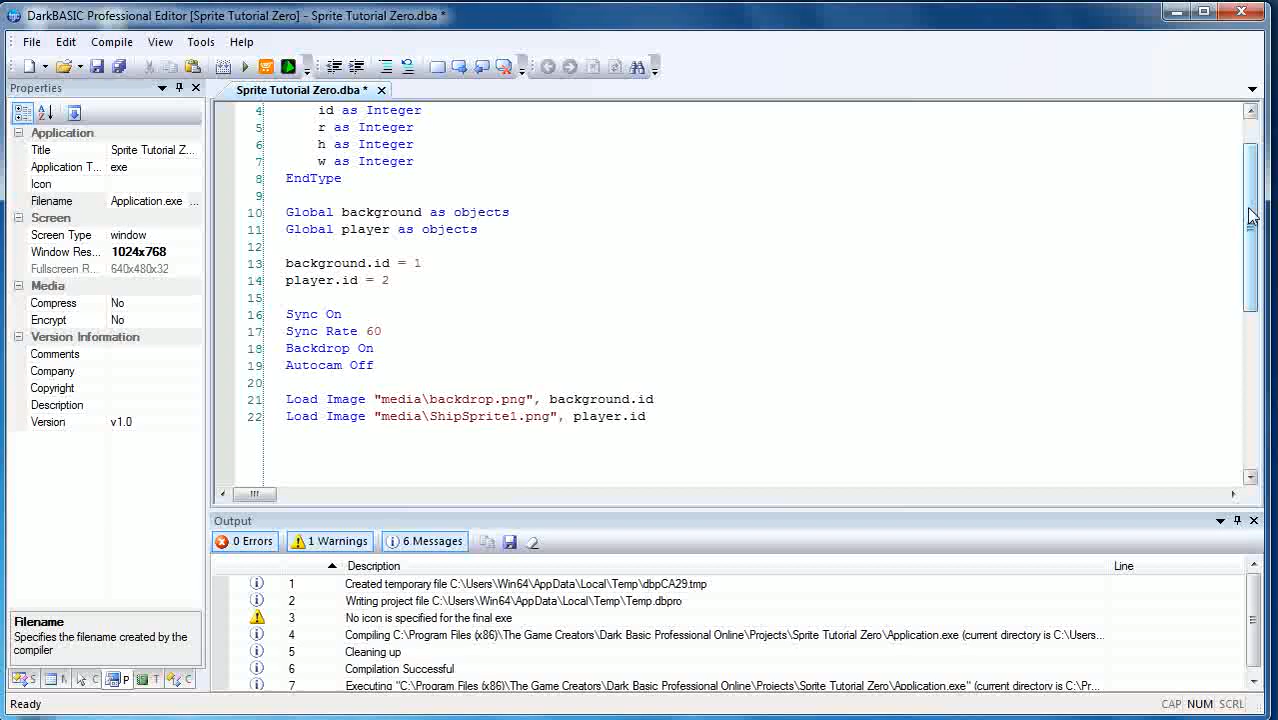 DarkBASIC Professional Editor [Sprite Tutorial Zero] - Sprite Tutorial Zero.dba *
File Edit Compile View Tools Help
Properties
Sprite Tutorial Zero.dba *
Application
Title Sprite Tutorial Z...
Application T... exe
Icon
Filename Application.exe ...
Screen
Screen Type window
Window Res... 1024x768
Fullscreen R... 640x480x32
Media
Compress No
Encrypt No
Version Information
Comments
Company
Copyright
Description
Version v1.0
Filename
Specifies the filename created by the
compiler
S M C P T C
4 id as Integer
5 r as Integer
6 h as Integer
7 w as Integer
8 EndType
9
10 Global background as objects
11 Global player as objects
12
13 background.id = 1
14 player.id = 2
15
16 Sync On
17 Sync Rate 60
18 Backdrop On
19 Autocam Off
20
21 Load Image "media\backdrop.png", background.id
22 Load Image "media\ShipSprite1.png", player.id
Output
0 Errors 1 Warnings 6 Messages
Description Line
1 Created temporary file C:\Users\Win64\AppData\Local\Temp\dbpCA29.tmp
2 Writing project file C:\Users\Win64\AppData\Local\Temp\Temp.dbpro
3 No icon is specified for the final exe
4 Compiling C:\Program Files (x86)\The Game Creators\Dark Basic Professional Online\Projects\Sprite Tutorial Zero\Application.exe (current directory is C:\Users...
5 Cleaning up
6 Compilation Successful
7 Executing "C:\Program Files (x86)\The Game Creators\Dark Basic Professional Online\Projects\Sprite Tutorial Zero\Application.exe" (current directory is C:\Pr...
Ready CAP NUM SCRL